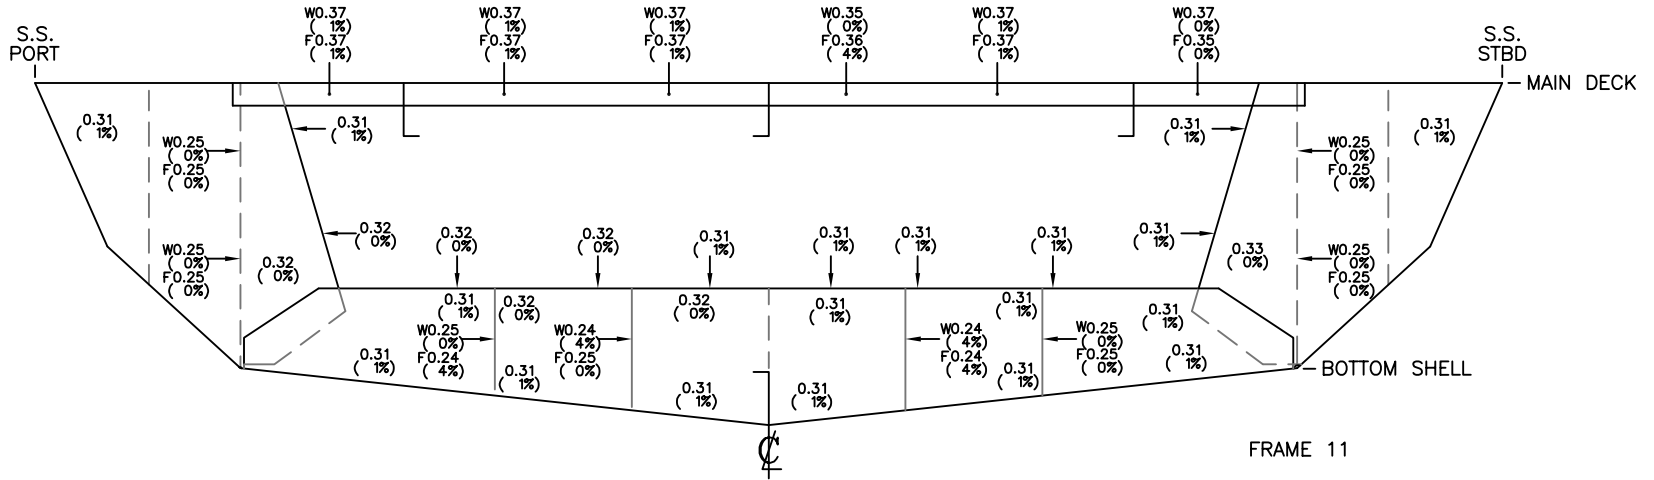 S.S.
PORT
W0.37
( 1%)
F0.37
( 1%)
W0.37
( 1%)
F0.37
( 1%)
W0.37
( 1%)
F0.37
( 1%)
W0.35
( 0%)
F0.36
( 4%)
W0.37
( 1%)
F0.37
( 1%)
W0.37
( 0%)
F0.35
( 0%)
S.S.
STBD
MAIN DECK
0.31
( 1%)
W0.25
( 0%)
F0.25
( 0%)
0.31
( 1%)
0.31
( 1%)
W0.25
( 0%)
F0.25
( 0%)
0.31
( 1%)
W0.25
( 0%)
F0.25
( 0%)
0.32
( 0%)
0.32
( 0%)
0.32
( 0%)
0.32
( 0%)
0.31
( 1%)
0.31
( 1%)
0.31
( 1%)
0.31
( 1%)
0.31
( 1%)
0.33
( 0%)
W0.25
( 0%)
F0.25
( 0%)
0.31
( 1%)
0.32
( 0%)
0.32
( 0%)
0.31
( 1%)
0.31
( 1%)
0.31
( 1%)
0.31
( 1%)
W0.25
( 0%)
F0.24
( 4%)
0.31
( 1%)
W0.24
( 4%)
F0.25
( 0%)
0.31
( 1%)
0.31
( 1%)
W0.24
( 4%)
F0.24
( 4%)
0.31
( 1%)
W0.25
( 0%)
F0.25
( 0%)
0.31
( 1%)
BOTTOM SHELL
℄
FRAME 11